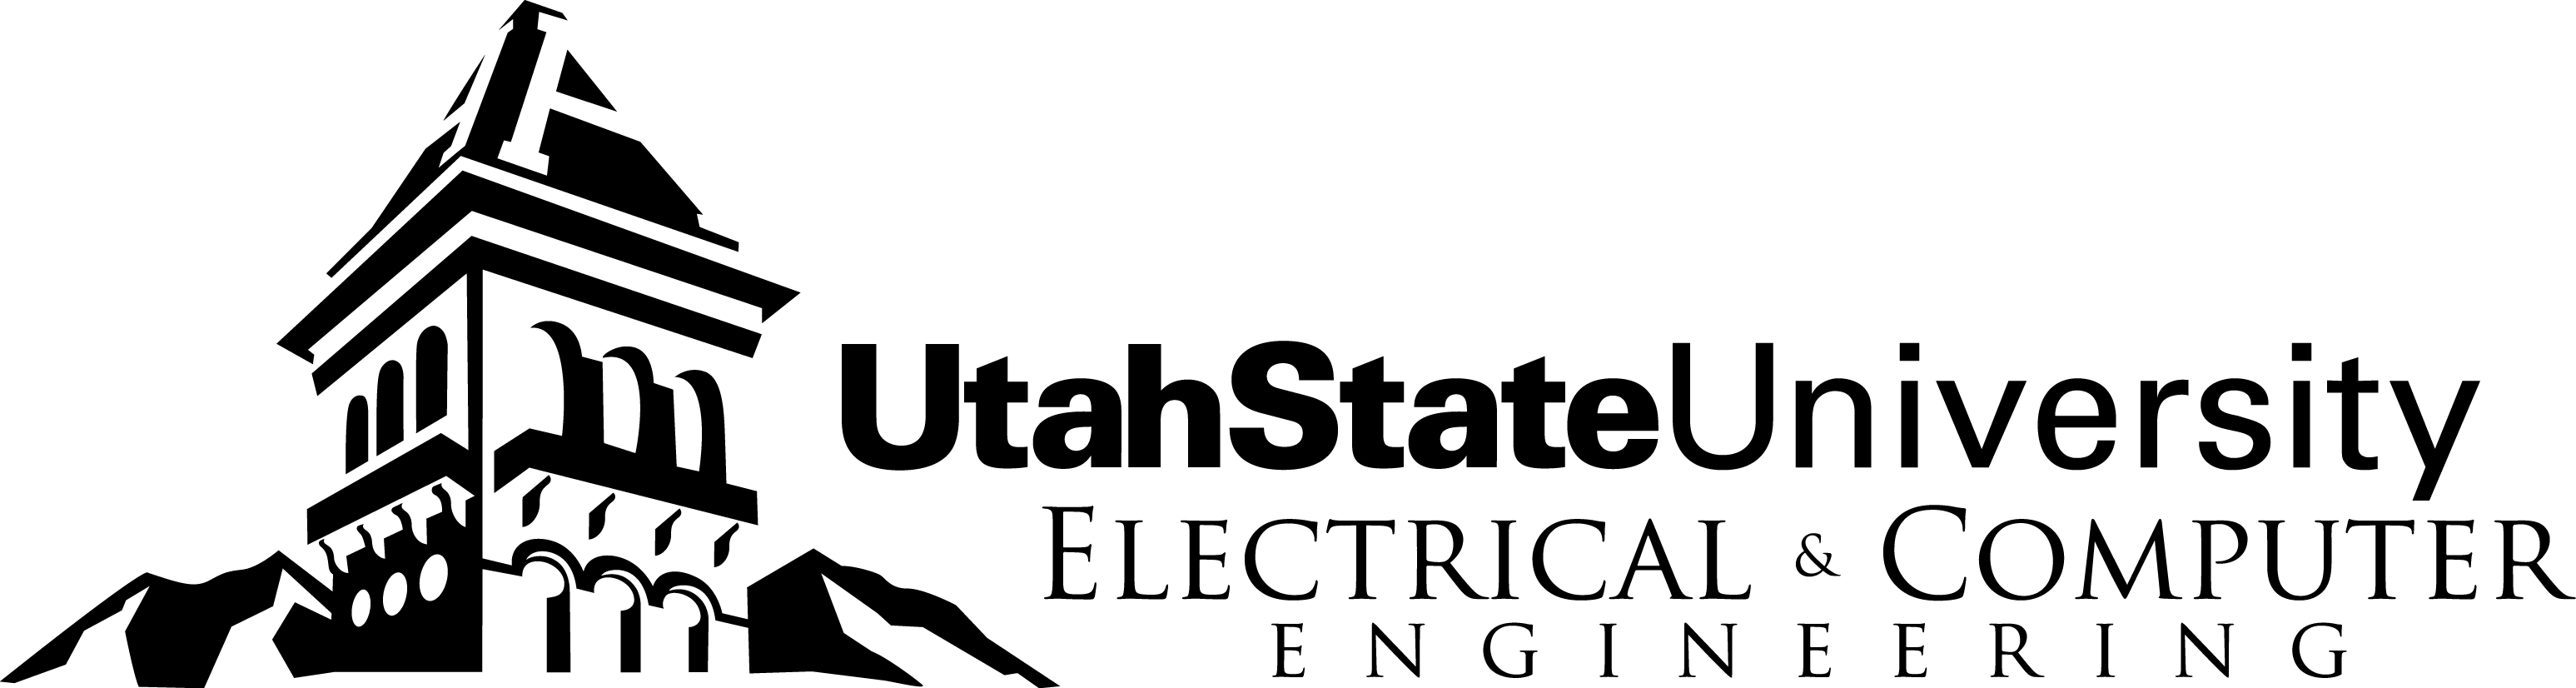 UtahStateUniversity
ELECTRICAL & COMPUTER
ENGINEERING